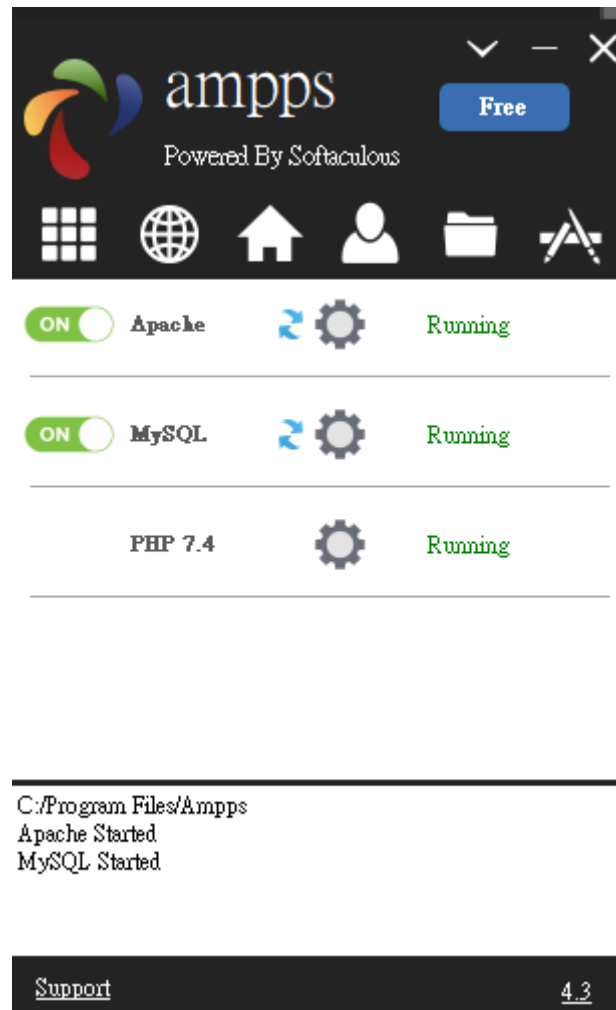 ampps
Free
Powered By Softaculous
ON Apache Running
ON MySQL Running
PHP 7.4 Running
C:/Program Files/Ampps
Apache Started
MySQL Started
Support 4.3